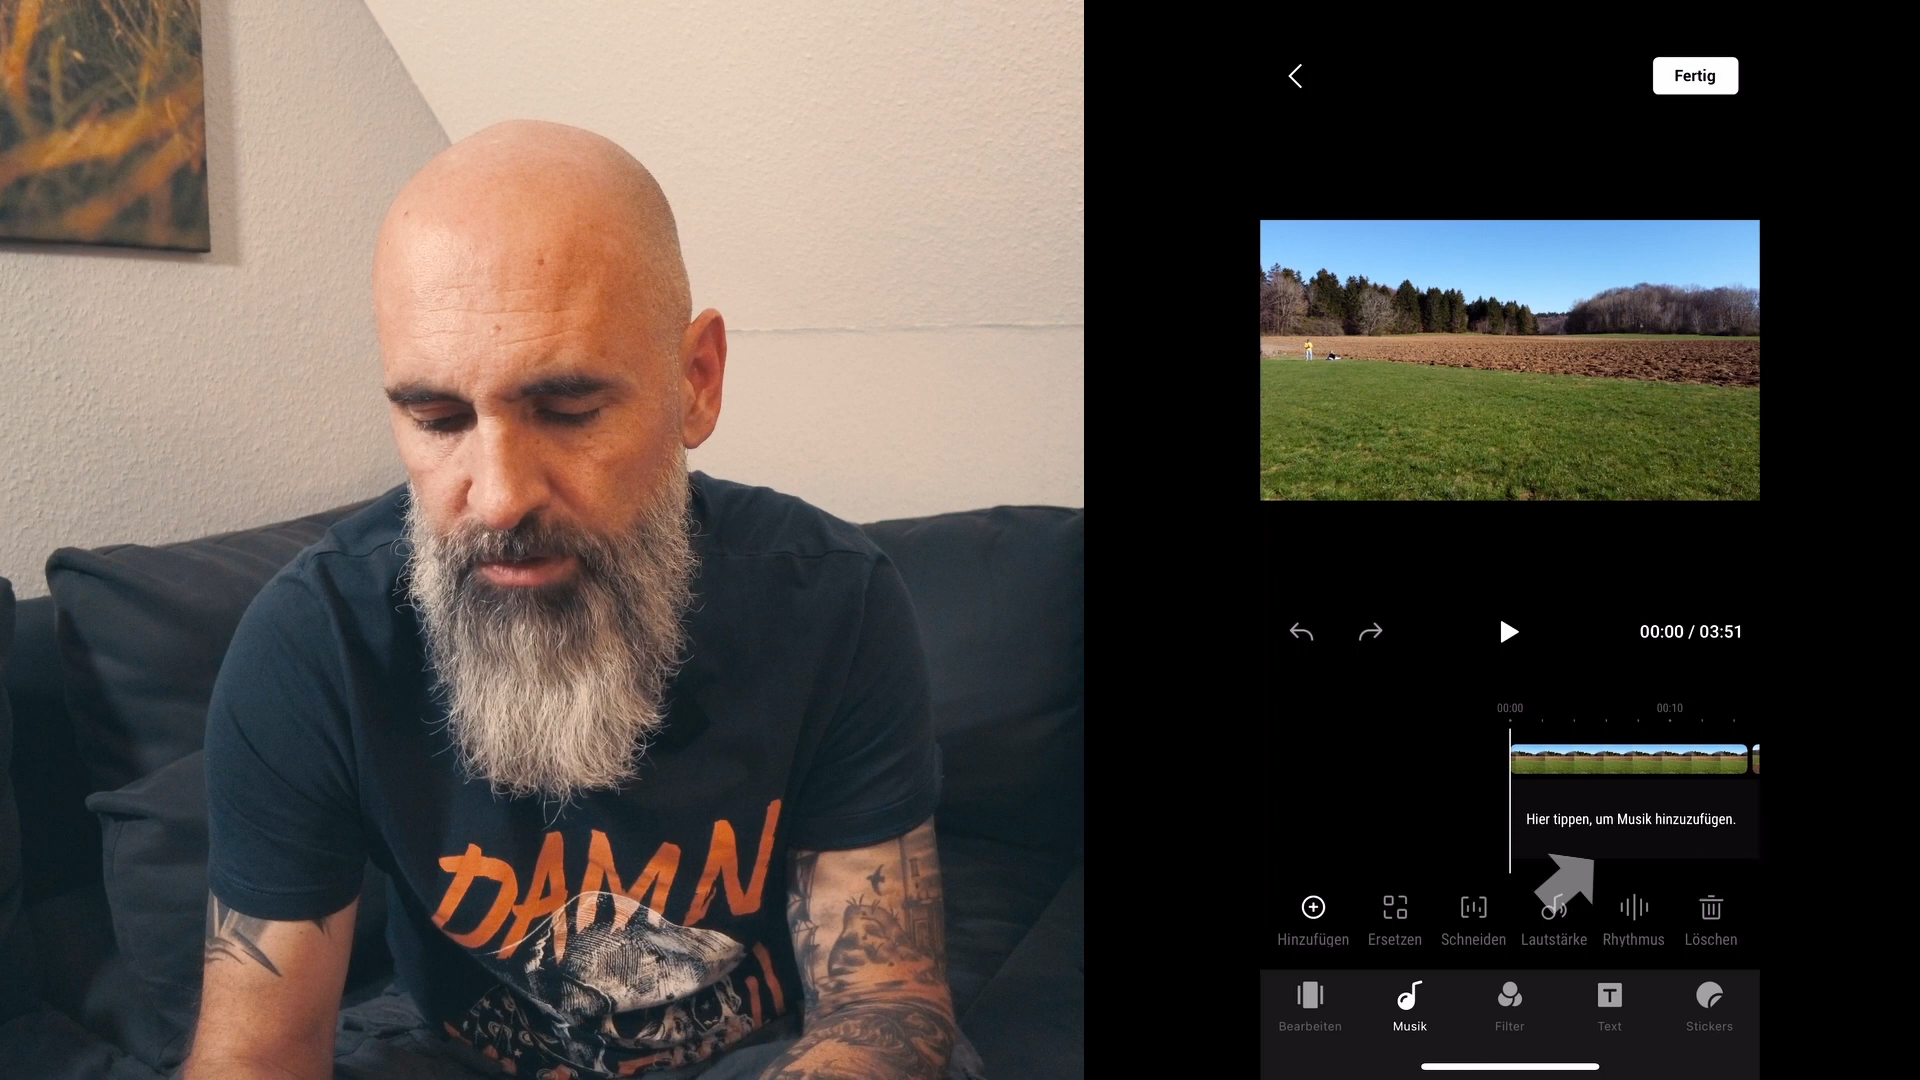 Fertig
00:00 / 03:51
00:00 00:10
Hier tippen, um Musik hinzuzufügen.
Hinzufügen Ersetzen Schneiden Lautstärke Rhythmus Löschen
Bearbeiten Musik Filter Text Stickers
DAMN